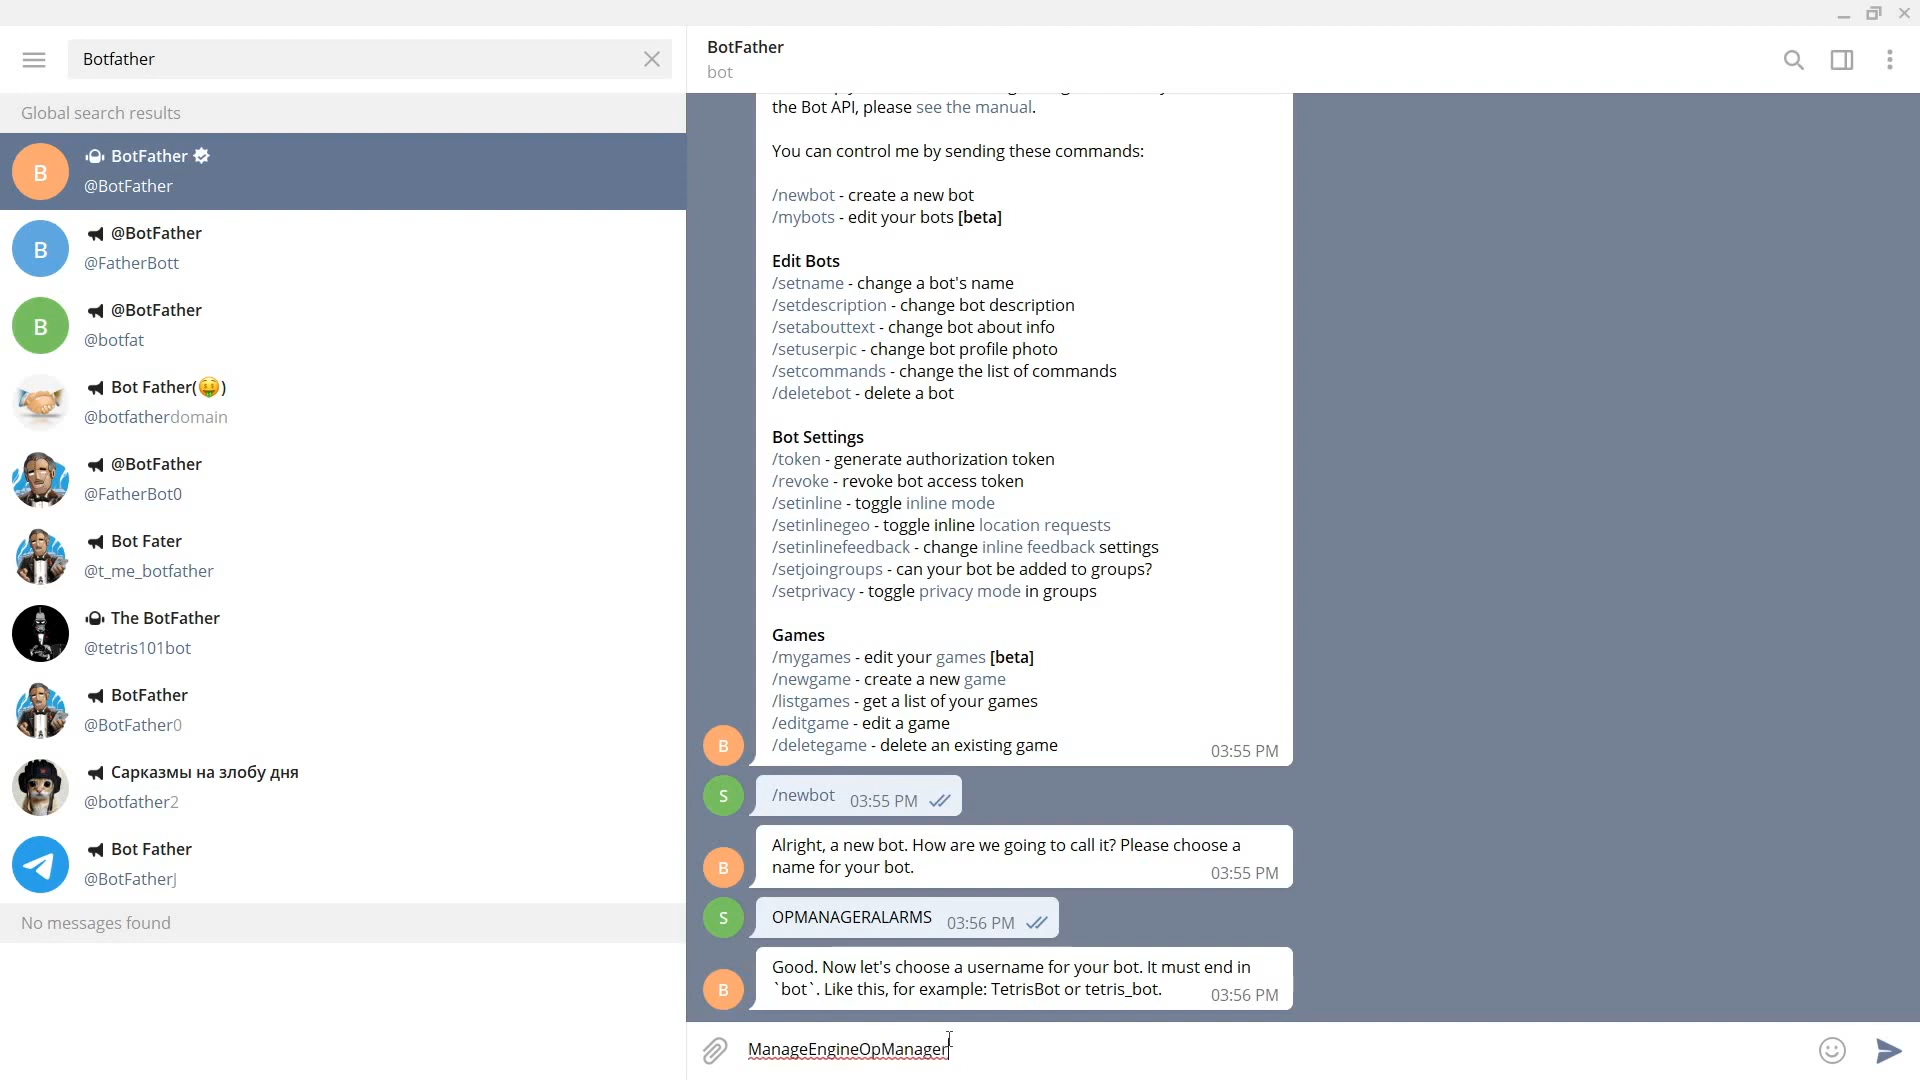 Botfather
Global search results
B
BotFather
@BotFather
B
@BotFather
@FatherBott
B
@BotFather
@botfat
Bot Father(🤑)
@botfatherdomain
@BotFather
@FatherBot0
Bot Fater
@t_me_botfather
The BotFather
@tetris101bot
BotFather
@BotFather0
Сарказмы на злобу дня
@botfather2
Bot Father
@BotFatherJ
No messages found
BotFather
bot
the Bot API, please see the manual.
You can control me by sending these commands:
/newbot - create a new bot
/mybots - edit your bots [beta]
Edit Bots
/setname - change a bot's name
/setdescription - change bot description
/setabouttext - change bot about info
/setuserpic - change bot profile photo
/setcommands - change the list of commands
/deletebot - delete a bot
Bot Settings
/token - generate authorization token
/revoke - revoke bot access token
/setinline - toggle inline mode
/setinlinegeo - toggle inline location requests
/setinlinefeedback - change inline feedback settings
/setjoingroups - can your bot be added to groups?
/setprivacy - toggle privacy mode in groups
Games
/mygames - edit your games [beta]
/newgame - create a new game
/listgames - get a list of your games
/editgame - edit a game
/deletegame - delete an existing game
B
03:55 PM
S
/newbot 03:55 PM
Alright, a new bot. How are we going to call it? Please choose a
name for your bot.
B
03:55 PM
S
OPMANAGERALARMS 03:56 PM
Good. Now let's choose a username for your bot. It must end in
`bot`. Like this, for example: TetrisBot or tetris_bot.
B
03:56 PM
ManageEngineOpManager